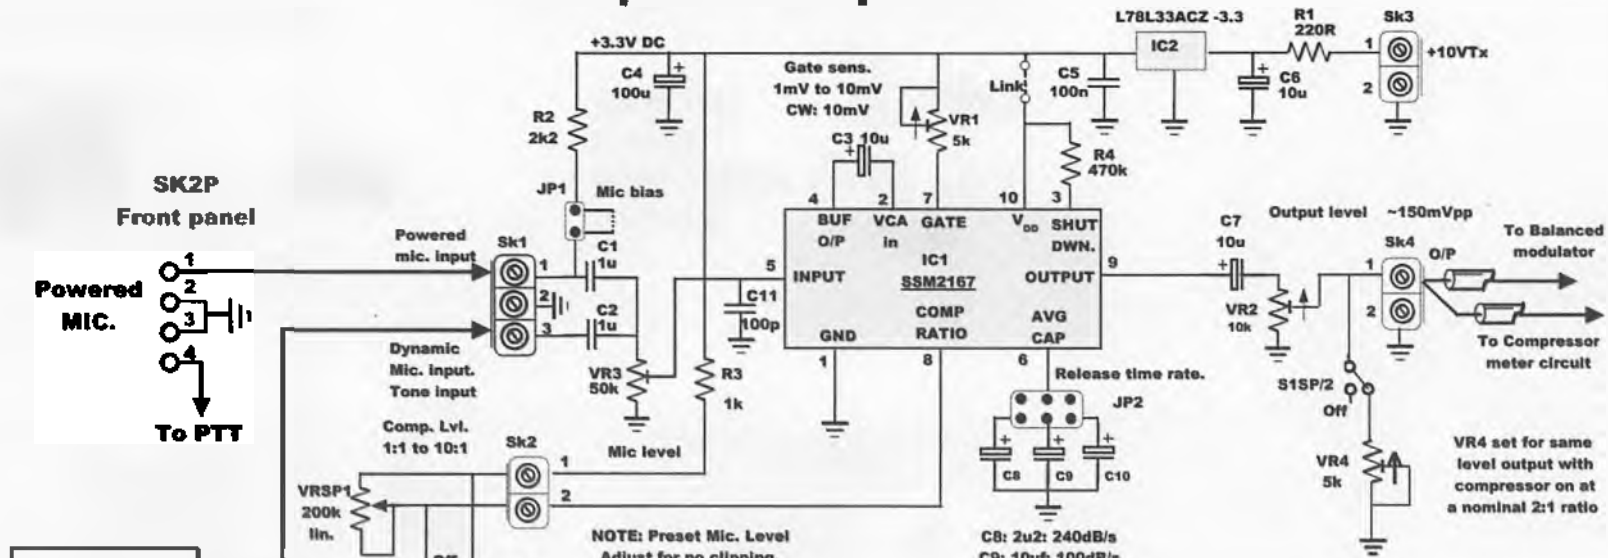 L78L33ACZ -3.3
R1
220R
Sk3
+3.3V DC
IC2
1
+10VTx
C4
100u
+
Gate sens.
1mV to 10mV
CW: 10mV
Link
C5
100n
+
C6
10u
2
R2
2k2
VR1
5k
C3 10u
+
R4
470k
SK2P
Front panel
JP1
Mic bias
4
2
7
10
3
BUF
O/P
VCA
in
GATE
VDD
SHUT
DWN.
C7
10u
+
Output level ~150mVpp
Sk4
O/P
To Balanced
modulator
Powered
mic. input
Sk1
C1
1u
1
2
3
4
Powered
MIC.
To PTT
1
2
3
5
INPUT
IC1
SSM2167
OUTPUT
9
1
2
C2
1u
C11
100p
COMP
RATIO
AVG
CAP
GND
VR2
10k
To Compressor
meter circuit
Dynamic
Mic. input.
Tone input
VR3
50k
R3
1k
1
8
6
Release time rate.
JP2
S1SP/2
Off
Comp. Lvl.
1:1 to 10:1
Sk2
Mic level
1
2
+
+
+
C8
C9
C10
VR4
5k
VR4 set for same
level output with
compressor on at
a nominal 2:1 ratio
VRSP1
200k
lin.
NOTE: Preset Mic. Level
Adjust for no clipping
C8: 2u2: 240dB/s
C9: 10uf: 100dB/s